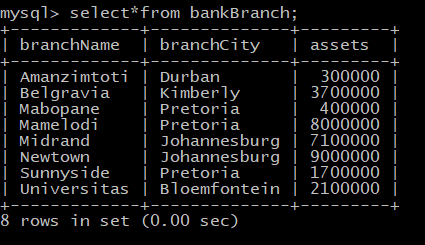 mysql> select*from bankBranch;
+--------------+--------------+---------+
| branchName   | branchCity   | assets  |
+--------------+--------------+---------+
| Amanzimtoti  | Durban       |  300000 |
| Belgravia    | Kimberly     | 3700000 |
| Mabopane     | Pretoria     |  400000 |
| Mamelodi     | Pretoria     | 8000000 |
| Midrand      | Johannesburg | 7100000 |
| Newtown      | Johannesburg | 9000000 |
| Sunnyside    | Pretoria     | 1700000 |
| Universitas  | Bloemfontein | 2100000 |
+--------------+--------------+---------+
8 rows in set (0.00 sec)